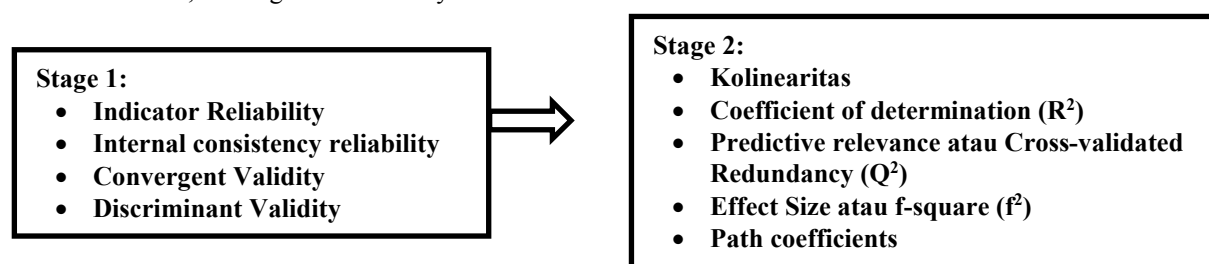 Stage 1:
• Indicator Reliability
• Internal consistency reliability
• Convergent Validity
• Discriminant Validity
Stage 2:
• Kolinearitas
• Coefficient of determination (R²)
• Predictive relevance atau Cross-validated
Redundancy (Q²)
• Effect Size atau f-square (f²)
• Path coefficients